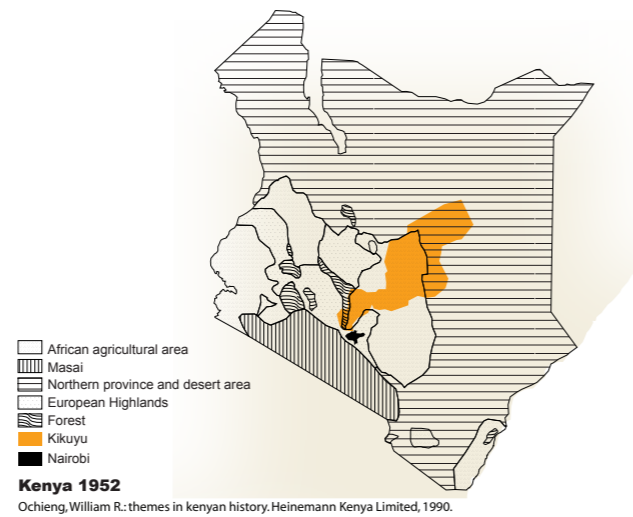 African agricultural area
Masai
Northern province and desert area
European Highlands
Forest
Kikuyu
Nairobi
Kenya 1952
Ochieng,William R.: themes in kenyan history. Heinemann Kenya Limited, 1990.